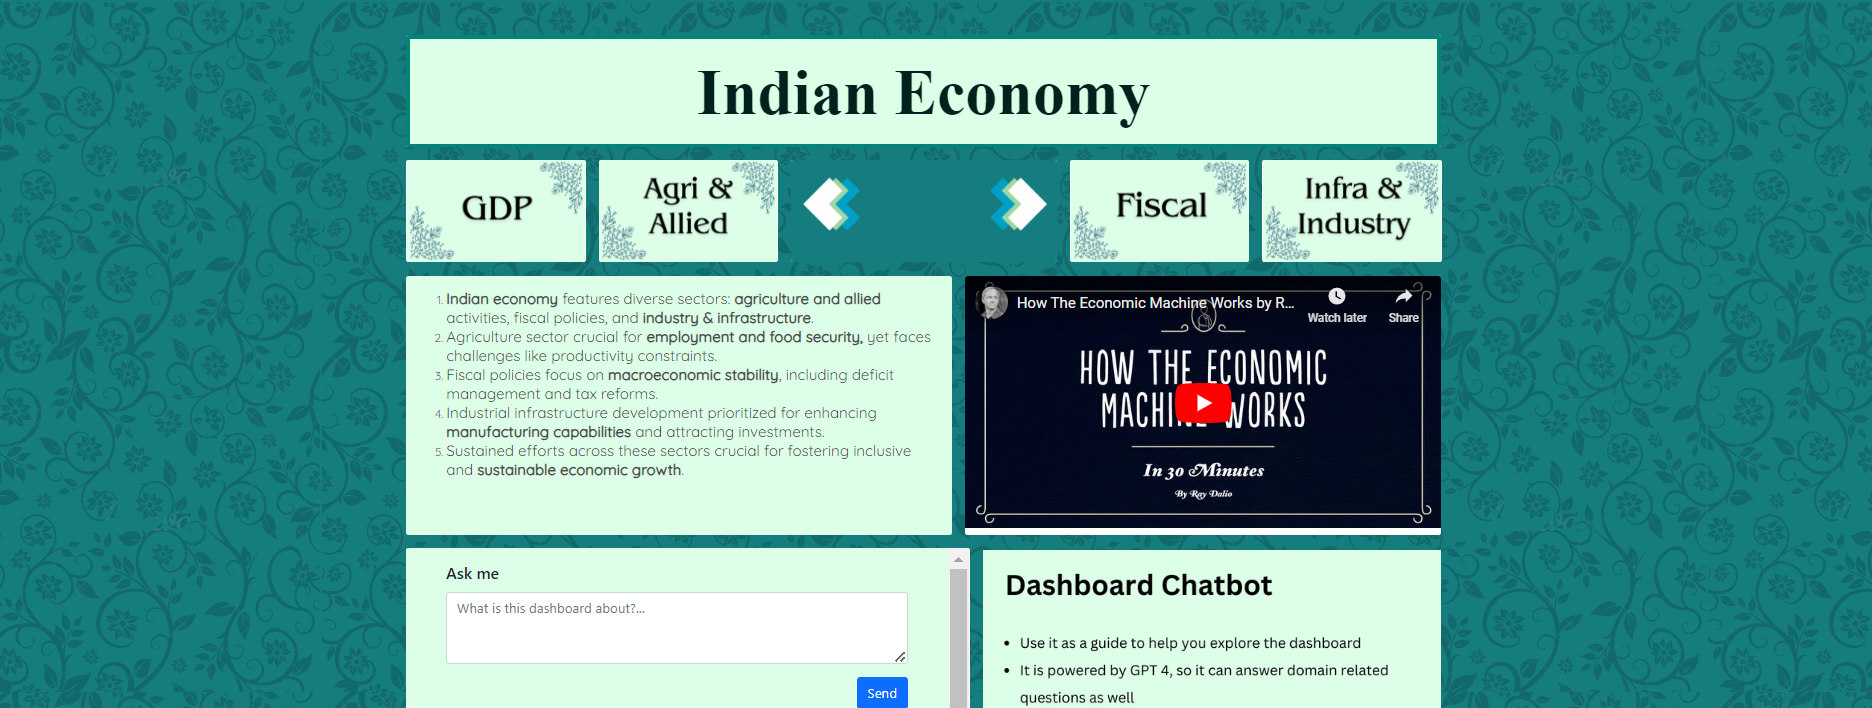 Indian Economy
GDP
Agri &
Allied
Fiscal
Infra &
Industry
1. Indian economy features diverse sectors: agriculture and allied
activities, fiscal policies, and industry & infrastructure.
2. Agriculture sector crucial for employment and food security, yet faces
challenges like productivity constraints.
3. Fiscal policies focus on macroeconomic stability, including deficit
management and tax reforms.
4. Industrial infrastructure development prioritized for enhancing
manufacturing capabilities and attracting investments.
5. Sustained efforts across these sectors crucial for fostering inclusive
and sustainable economic growth.
How The Economic Machine Works by R...
Watch later
Share
HOW THE ECONOMIC
MACHINE WORKS
In 30 Minutes
By Ray Dalio
Ask me
What is this dashboard about?...
Send
Dashboard Chatbot
• Use it as a guide to help you explore the dashboard
• It is powered by GPT 4, so it can answer domain related
questions as well